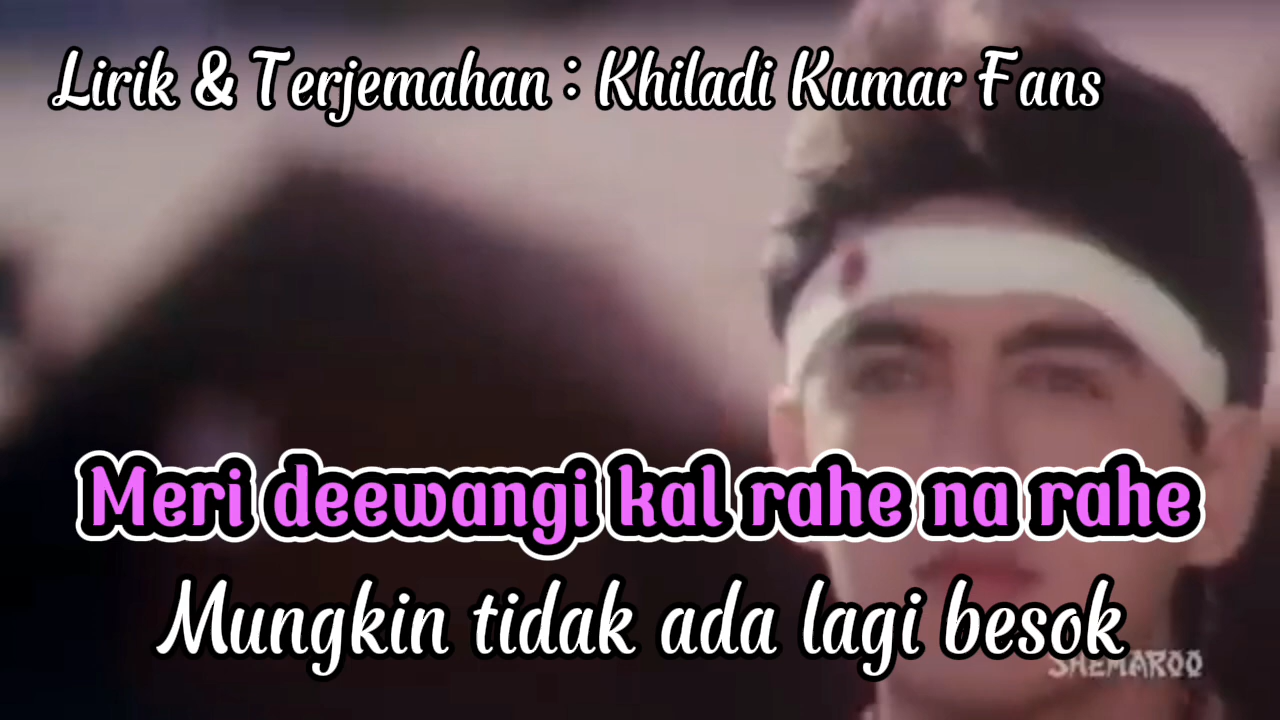 Lirik & Terjemahan : Khiladi Kumar Fans
Meri deewangi kal rahe na rahe
Mungkin tidak ada lagi besok
SHEMAROO